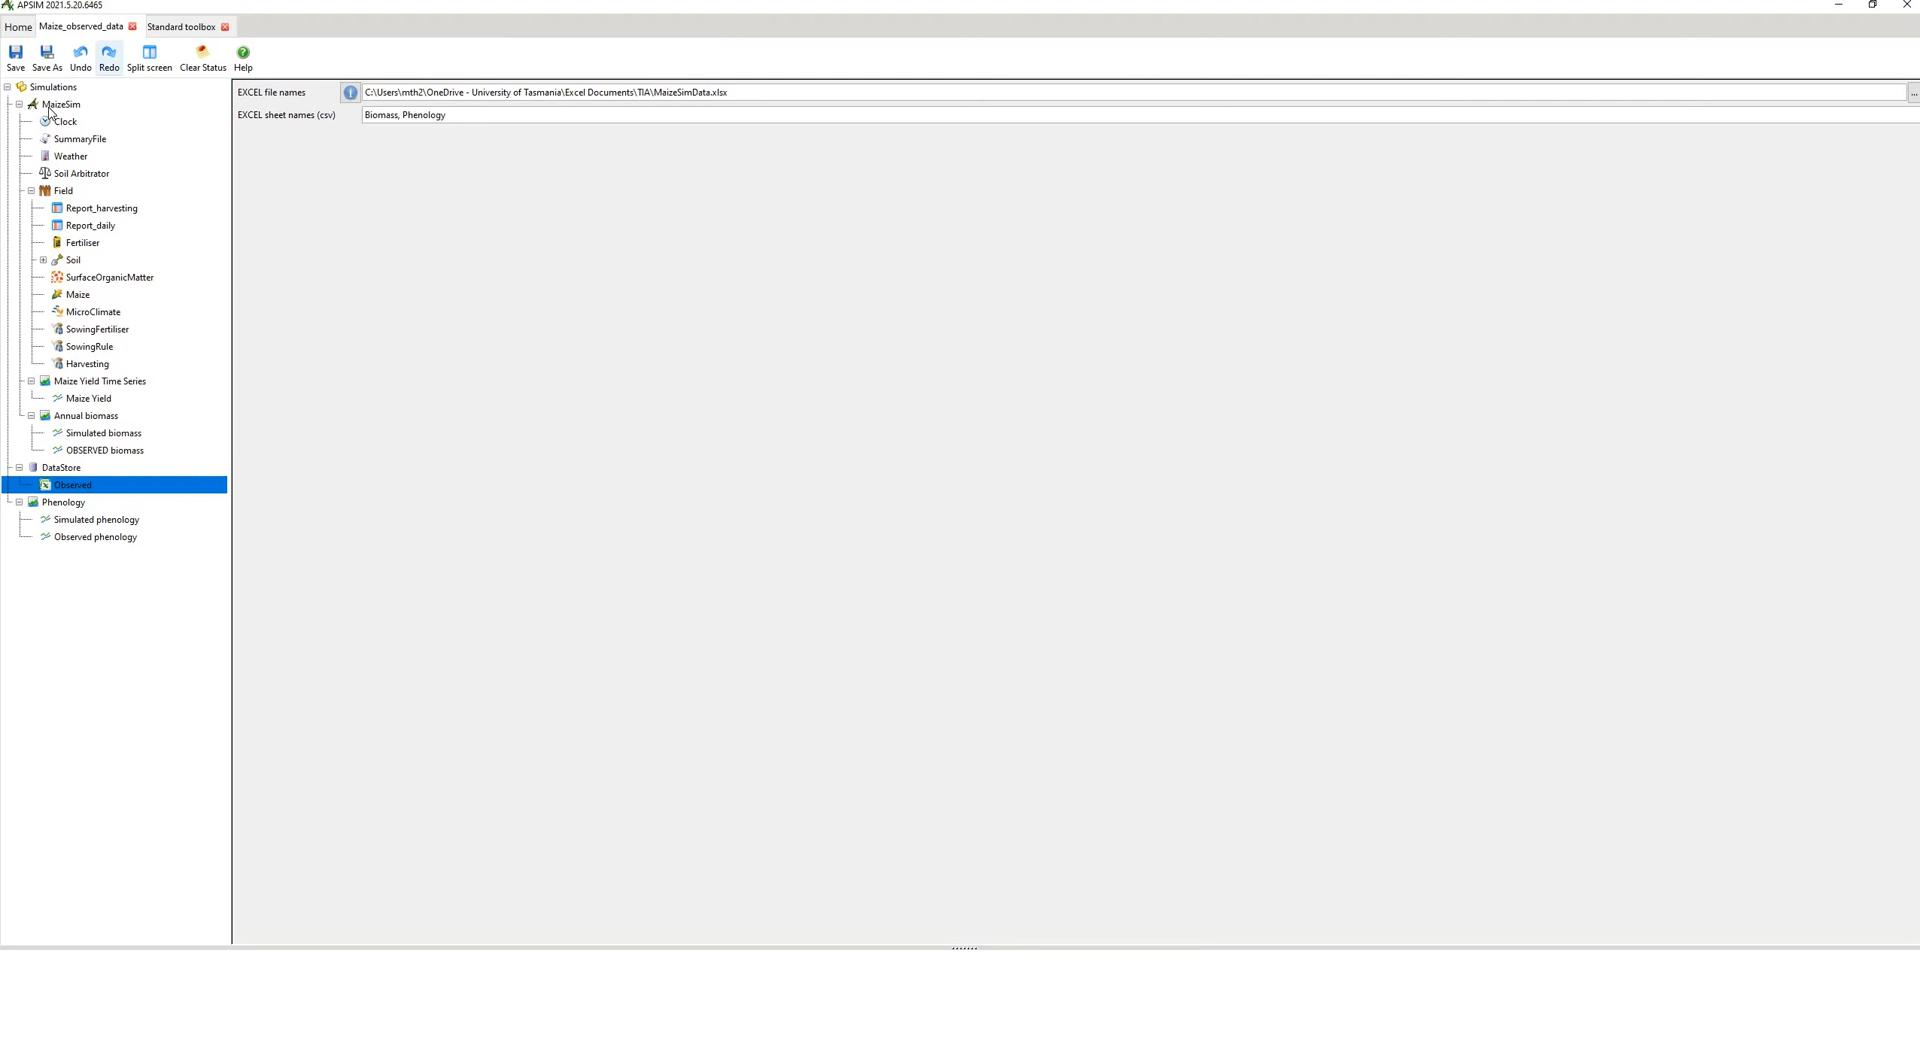 APSIM 2021.5.20.6465
Home Maize_observed_data Standard toolbox
Save Save As Undo Redo Split screen Clear Status Help
Simulations
MaizeSim
Clock
SummaryFile
Weather
Soil Arbitrator
Field
Report_harvesting
Report_daily
Fertiliser
Soil
SurfaceOrganicMatter
Maize
MicroClimate
SowingFertiliser
SowingRule
Harvesting
Maize Yield Time Series
Maize Yield
Annual biomass
Simulated biomass
OBSERVED biomass
DataStore
Observed
Phenology
Simulated phenology
Observed phenology
EXCEL file names C:\Users\mth2\OneDrive - University of Tasmania\Excel Documents\TIA\MaizeSimData.xlsx ...
EXCEL sheet names (csv) Biomass, Phenology